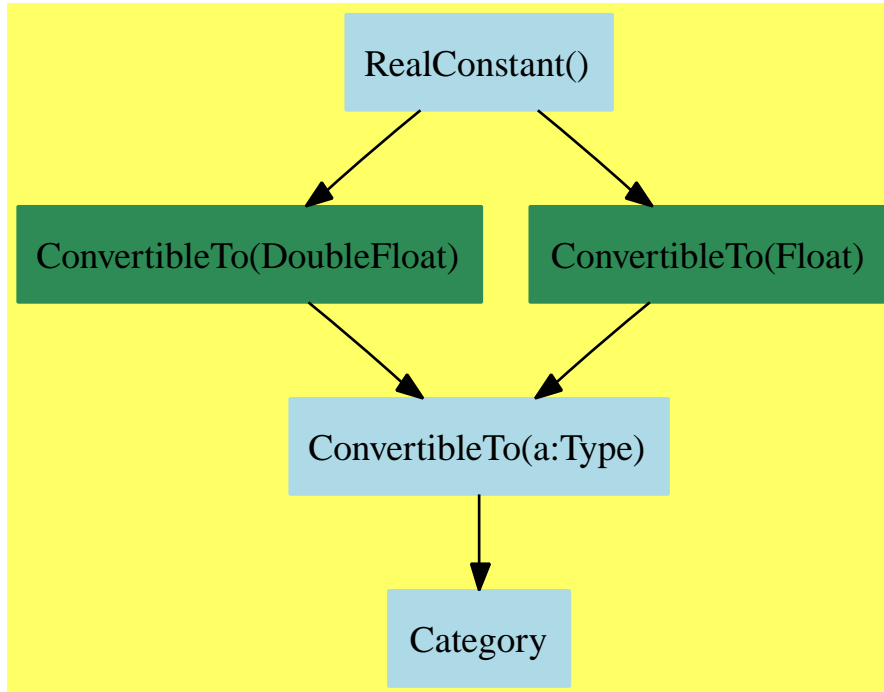 RealConstant()
ConvertibleTo(DoubleFloat)
ConvertibleTo(Float)
ConvertibleTo(a:Type)
Category